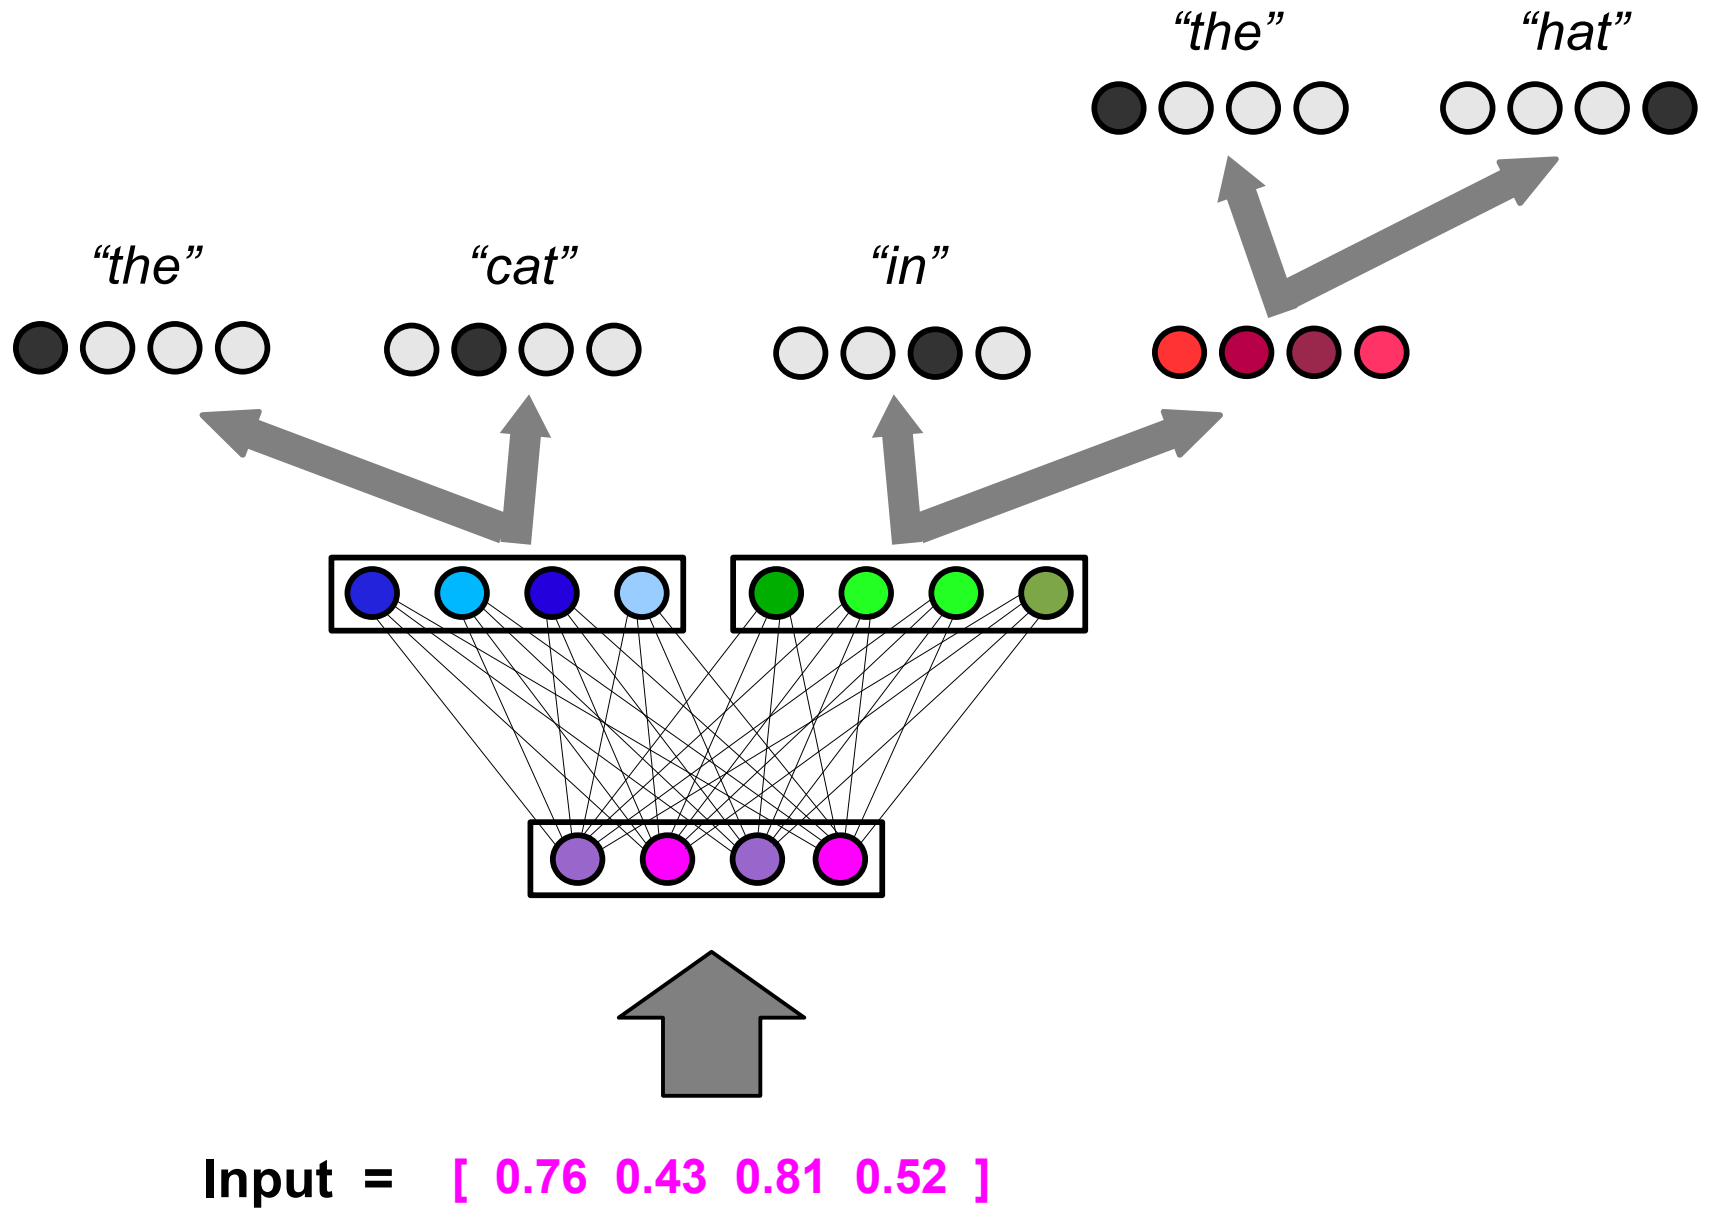 “the” “hat”
“the” “cat” “in”
Input = [ 0.76 0.43 0.81 0.52 ]